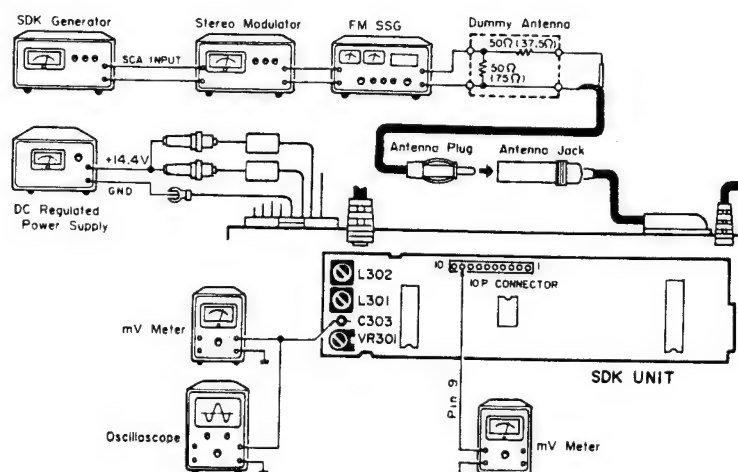 SDK Generator
Stereo Modulator
FM SSG
Dummy Antenna
SCA INPUT
50Ω(37.5Ω)
50Ω
(75Ω)
+14.4V
GND
DC Regulated
Power Supply
Antenna Plug
Antenna Jack
L302
L301
C303
VR301
10
1
10P CONNECTOR
SDK UNIT
mV Meter
Pin 9
Oscilloscope
mV Meter